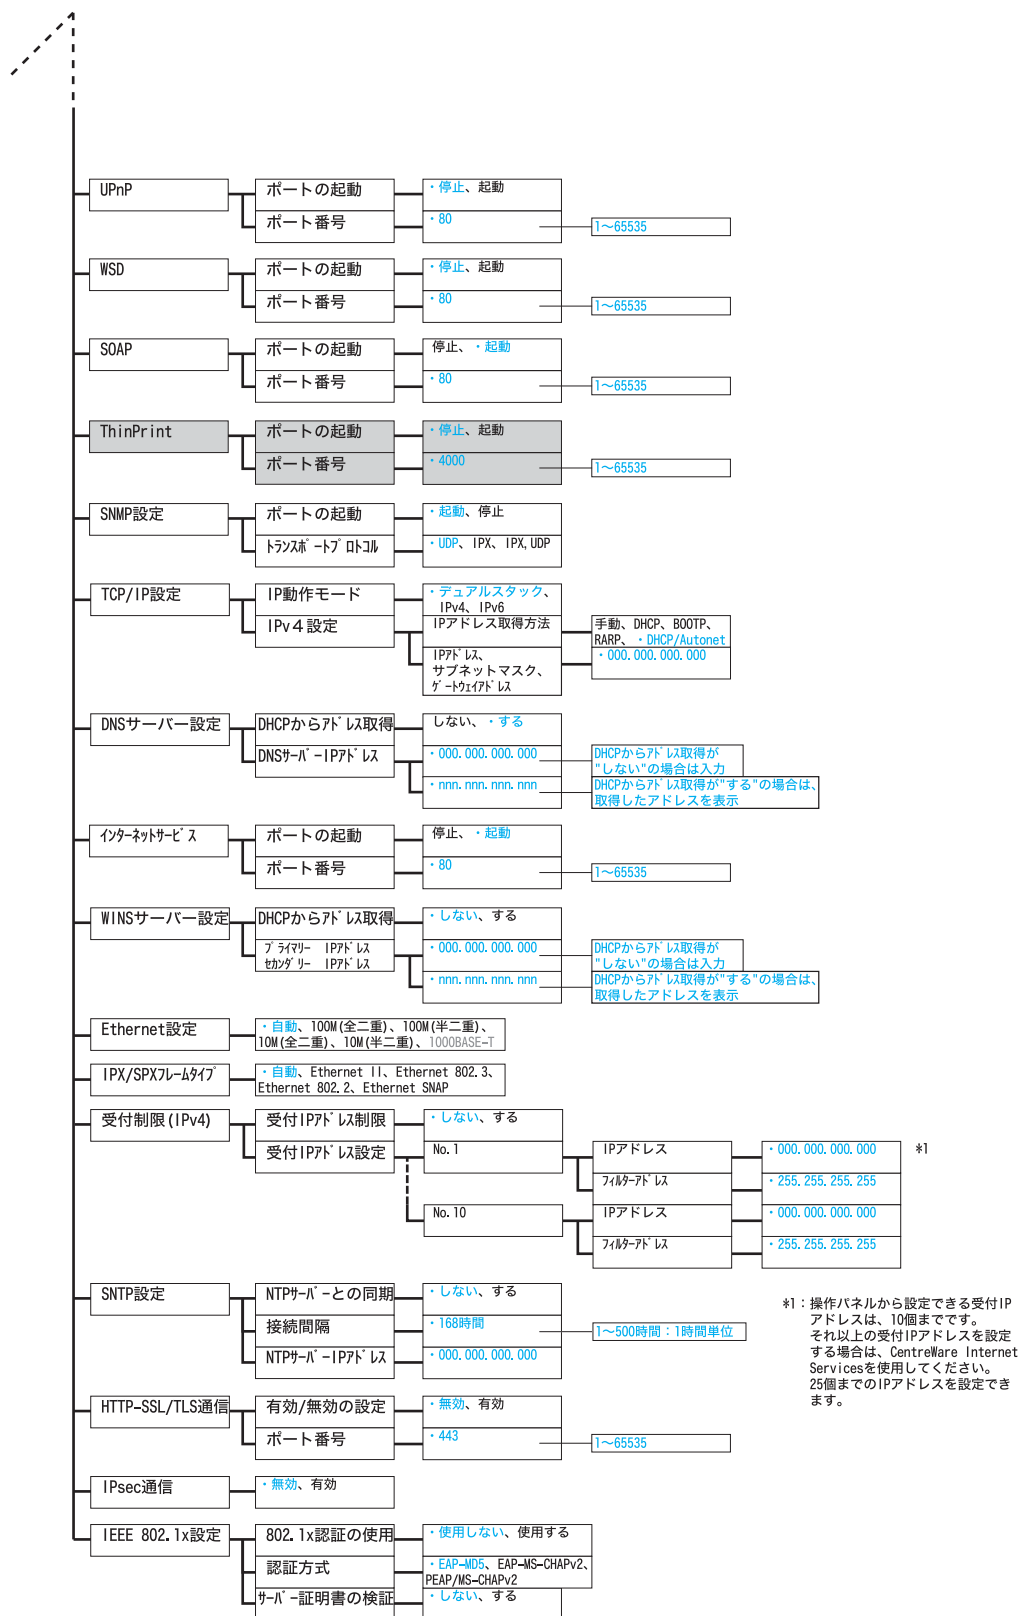 UPnP
ポートの起動
・停止、起動
ポート番号
・80
1～65535
WSD
ポートの起動
・停止、起動
ポート番号
・80
1～65535
SOAP
ポートの起動
停止、・起動
ポート番号
・80
1～65535
ThinPrint
ポートの起動
・停止、起動
ポート番号
・4000
1～65535
SNMP設定
ポートの起動
・起動、停止
ﾄﾗﾝｽﾎﾟｰﾄﾌﾟﾛﾄｺﾙ
・UDP、IPX、IPX,UDP
TCP/IP設定
IP動作モード
・デュアルスタック、
IPv4、IPv6
IPv４設定
IPアドレス取得方法
手動、DHCP、BOOTP、
RARP、・DHCP/Autonet
IPｱﾄﾞﾚｽ、
サブネットマスク、
ｹﾞｰﾄｳｪｲｱﾄﾞﾚｽ
・000.000.000.000
DNSサーバー設定
DHCPからｱﾄﾞﾚｽ取得
しない、・する
DNSｻｰﾊﾞｰIPｱﾄﾞﾚｽ
・000.000.000.000
DHCPからｱﾄﾞﾚｽ取得が
"しない"の場合は入力
・nnn.nnn.nnn.nnn
DHCPからｱﾄﾞﾚｽ取得が"する"の場合は、
取得したアドレスを表示
ｲﾝﾀｰﾈｯﾄｻｰﾋﾞｽ
ポートの起動
停止、・起動
ポート番号
・80
1～65535
WINSサーバー設定
DHCPからｱﾄﾞﾚｽ取得
・しない、する
ﾌﾟﾗｲﾏﾘｰ IPｱﾄﾞﾚｽ
ｾｶﾝﾀﾞﾘｰ IPｱﾄﾞﾚｽ
・000.000.000.000
DHCPからｱﾄﾞﾚｽ取得が
"しない"の場合は入力
・nnn.nnn.nnn.nnn
DHCPからｱﾄﾞﾚｽ取得が"する"の場合は、
取得したアドレスを表示
Ethernet設定
・自動、100M(全二重)、100M(半二重)、
10M(全二重)、10M(半二重)、1000BASE-T
IPX/SPXﾌﾚｰﾑﾀｲﾌﾟ
・自動、Ethernet II、Ethernet 802.3、
Ethernet 802.2、Ethernet SNAP
受付制限(IPv4)
受付IPｱﾄﾞﾚｽ制限
・しない、する
受付IPｱﾄﾞﾚｽ設定
No.1
IPアドレス
・000.000.000.000
*1
ﾌｨﾙﾀｰｱﾄﾞﾚｽ
・255.255.255.255
No.10
IPアドレス
・000.000.000.000
ﾌｨﾙﾀｰｱﾄﾞﾚｽ
・255.255.255.255
SNTP設定
NTPｻｰﾊﾞｰとの同期
・しない、する
接続間隔
・168時間
1～500時間：1時間単位
NTPｻｰﾊﾞｰIPｱﾄﾞﾚｽ
・000.000.000.000
*1：操作パネルから設定できる受付IP
アドレスは、10個までです。
それ以上の受付IPアドレスを設定
する場合は、CentreWare Internet
Servicesを使用してください。
25個までのIPアドレスを設定でき
ます。
HTTP-SSL/TLS通信
有効/無効の設定
・無効、有効
ポート番号
・443
1～65535
IPsec通信
・無効、有効
IEEE 802.1x設定
802.1x認証の使用
・使用しない、使用する
認証方式
・EAP-MD5、EAP-MS-CHAPv2、
PEAP/MS-CHAPv2
ｻｰﾊﾞｰ証明書の検証
・しない、する